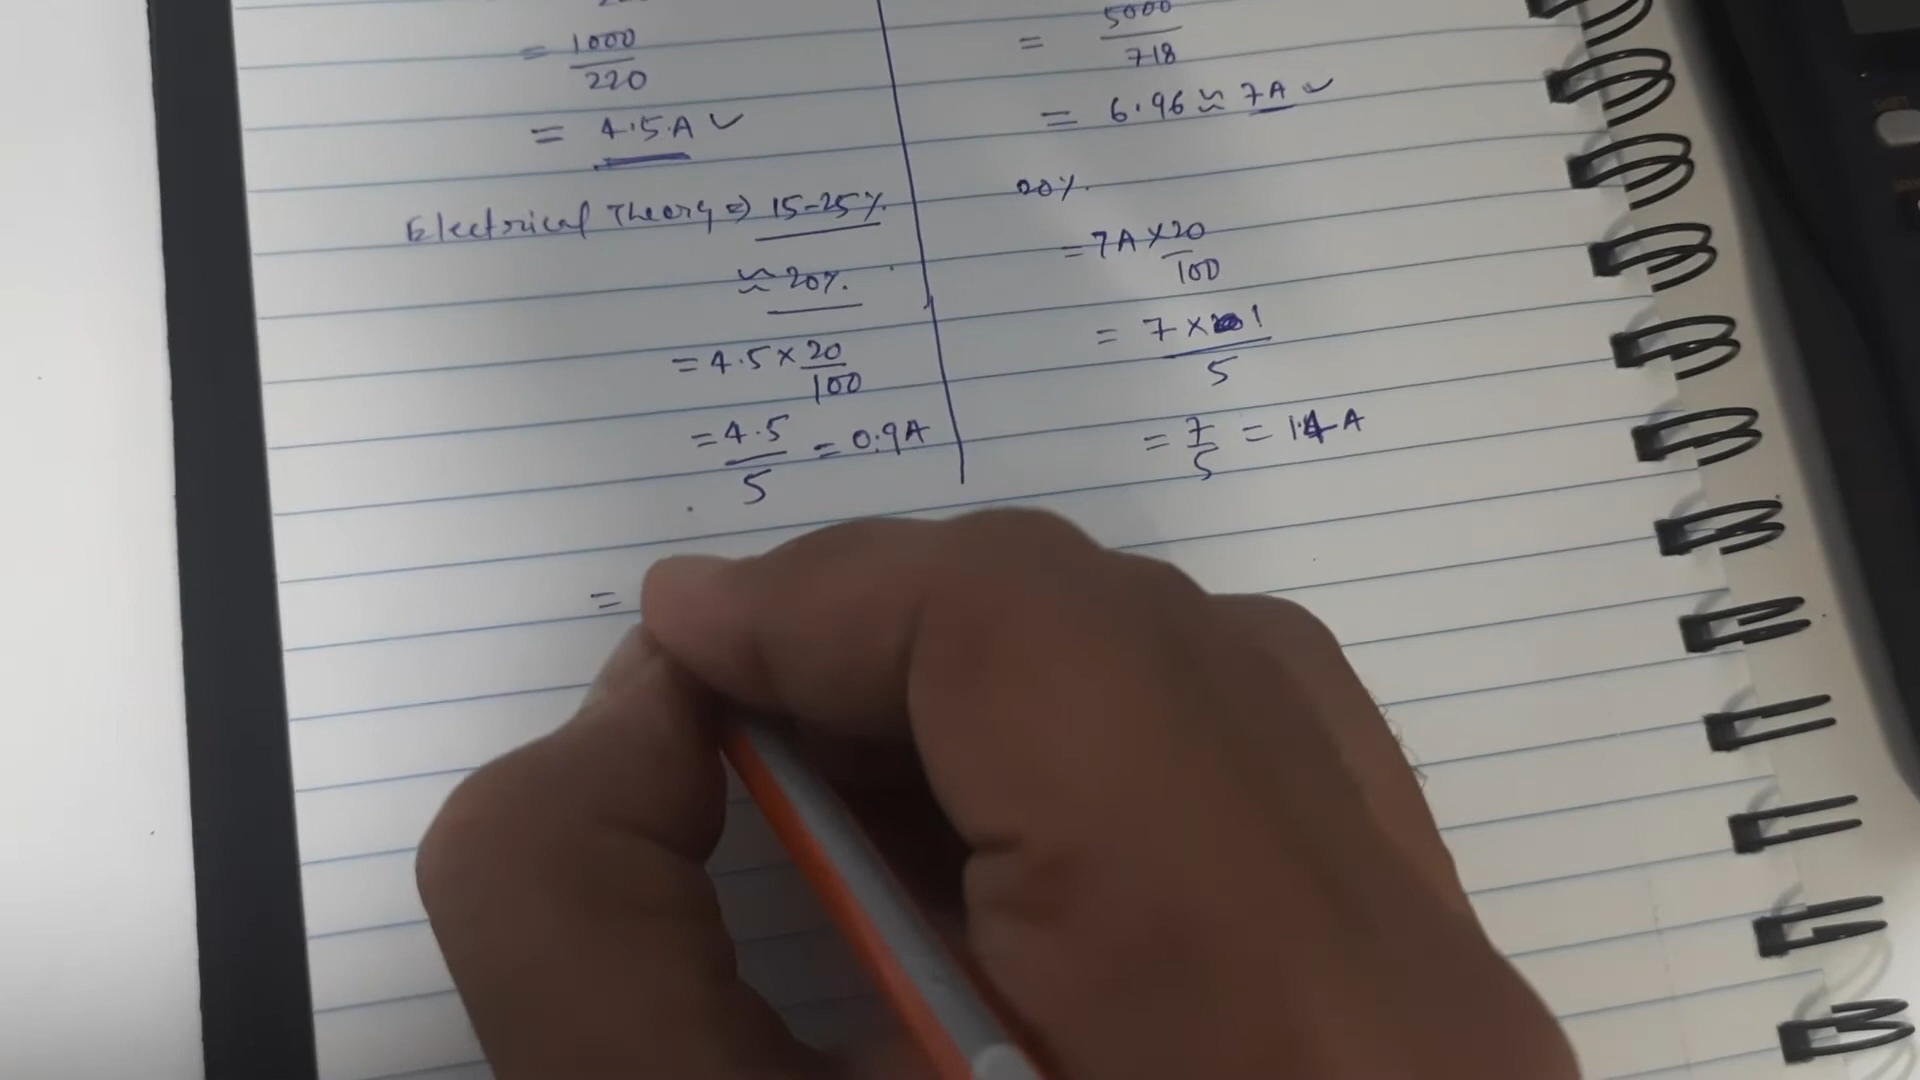 = 1000
220
= 4.5.A ✓
Electrical Theory ⇒ 15-25%
≈ 20%.
= 4.5 × 20
100
= 4.5 = 0.9A
5
=
= 5000
718
= 6.96 ≈ 7A ✓
20%.
= 7A × 20
100
= 7 × 1
5
= 7 = 1.4 A
5